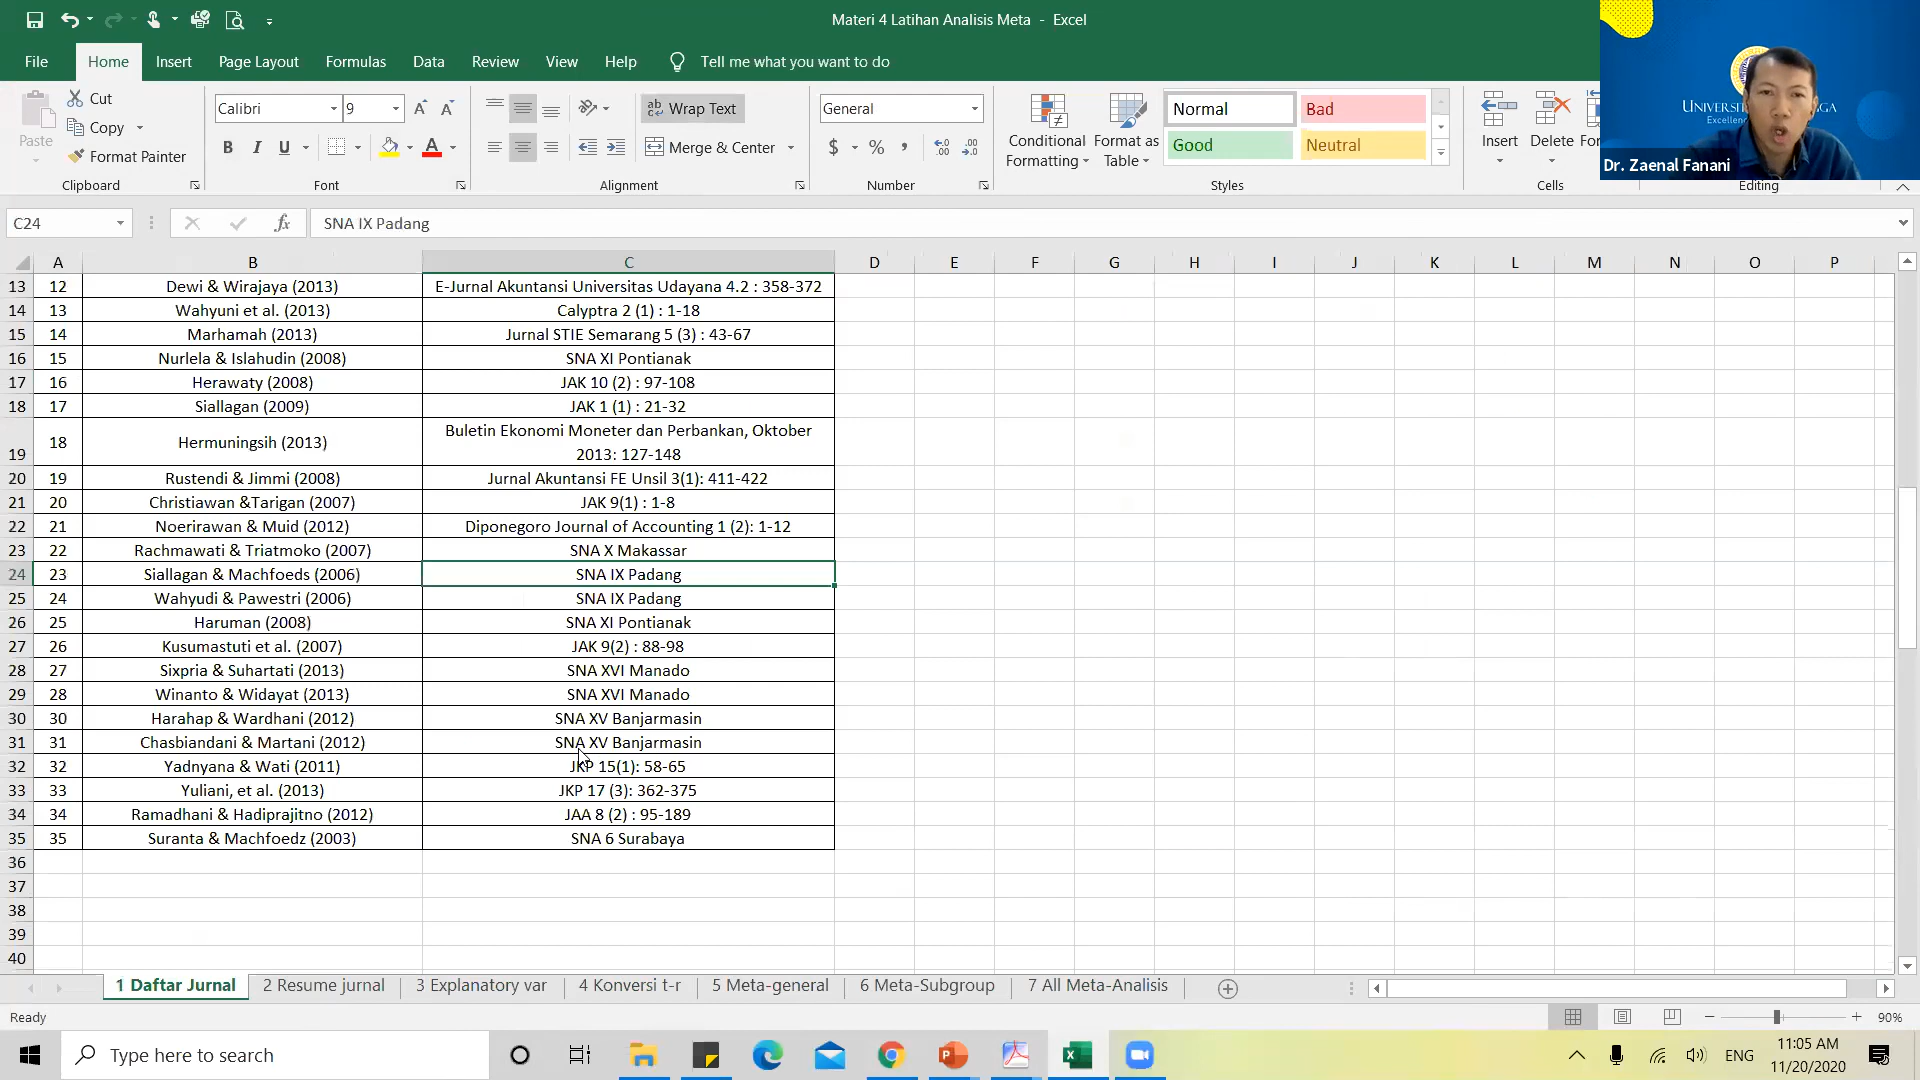 Materi 4 Latihan Analisis Meta - Excel
File Home Insert Page Layout Formulas Data Review View Help Tell me what you want to do
Paste
Cut
Copy
Format Painter
Clipboard
Calibri 9
B I U
Font
Wrap Text
Merge & Center
Alignment
General
$ % ,
Number
Conditional Formatting
Format as Table
Normal Bad
Good Neutral
Styles
Insert Delete
Cells
Editing
Dr. Zaenal Fanani
C24 fx SNA IX Padang
A B C D E F G H I J K L M N O P
13 12 Dewi & Wirajaya (2013) E-Jurnal Akuntansi Universitas Udayana 4.2 : 358-372
14 13 Wahyuni et al. (2013) Calyptra 2 (1) : 1-18
15 14 Marhamah (2013) Jurnal STIE Semarang 5 (3) : 43-67
16 15 Nurlela & Islahudin (2008) SNA XI Pontianak
17 16 Herawaty (2008) JAK 10 (2) : 97-108
18 17 Siallagan (2009) JAK 1 (1) : 21-32
19 18 Hermuningsih (2013) Buletin Ekonomi Moneter dan Perbankan, Oktober
2013: 127-148
20 19 Rustendi & Jimmi (2008) Jurnal Akuntansi FE Unsil 3(1): 411-422
21 20 Christiawan &Tarigan (2007) JAK 9(1) : 1-8
22 21 Noerirawan & Muid (2012) Diponegoro Journal of Accounting 1 (2): 1-12
23 22 Rachmawati & Triatmoko (2007) SNA X Makassar
24 23 Siallagan & Machfoeds (2006) SNA IX Padang
25 24 Wahyudi & Pawestri (2006) SNA IX Padang
26 25 Haruman (2008) SNA XI Pontianak
27 26 Kusumastuti et al. (2007) JAK 9(2) : 88-98
28 27 Sixpria & Suhartati (2013) SNA XVI Manado
29 28 Winanto & Widayat (2013) SNA XVI Manado
30 30 Harahap & Wardhani (2012) SNA XV Banjarmasin
31 31 Chasbiandani & Martani (2012) SNA XV Banjarmasin
32 32 Yadnyana & Wati (2011) JKP 15(1): 58-65
33 33 Yuliani, et al. (2013) JKP 17 (3): 362-375
34 34 Ramadhani & Hadiprajitno (2012) JAA 8 (2) : 95-189
35 35 Suranta & Machfoedz (2003) SNA 6 Surabaya
36
37
38
39
40
1 Daftar Jurnal 2 Resume jurnal 3 Explanatory var 4 Konversi t-r 5 Meta-general 6 Meta-Subgroup 7 All Meta-Analysis
Ready 90%
Type here to search
ENG
11:05 AM
11/20/2020